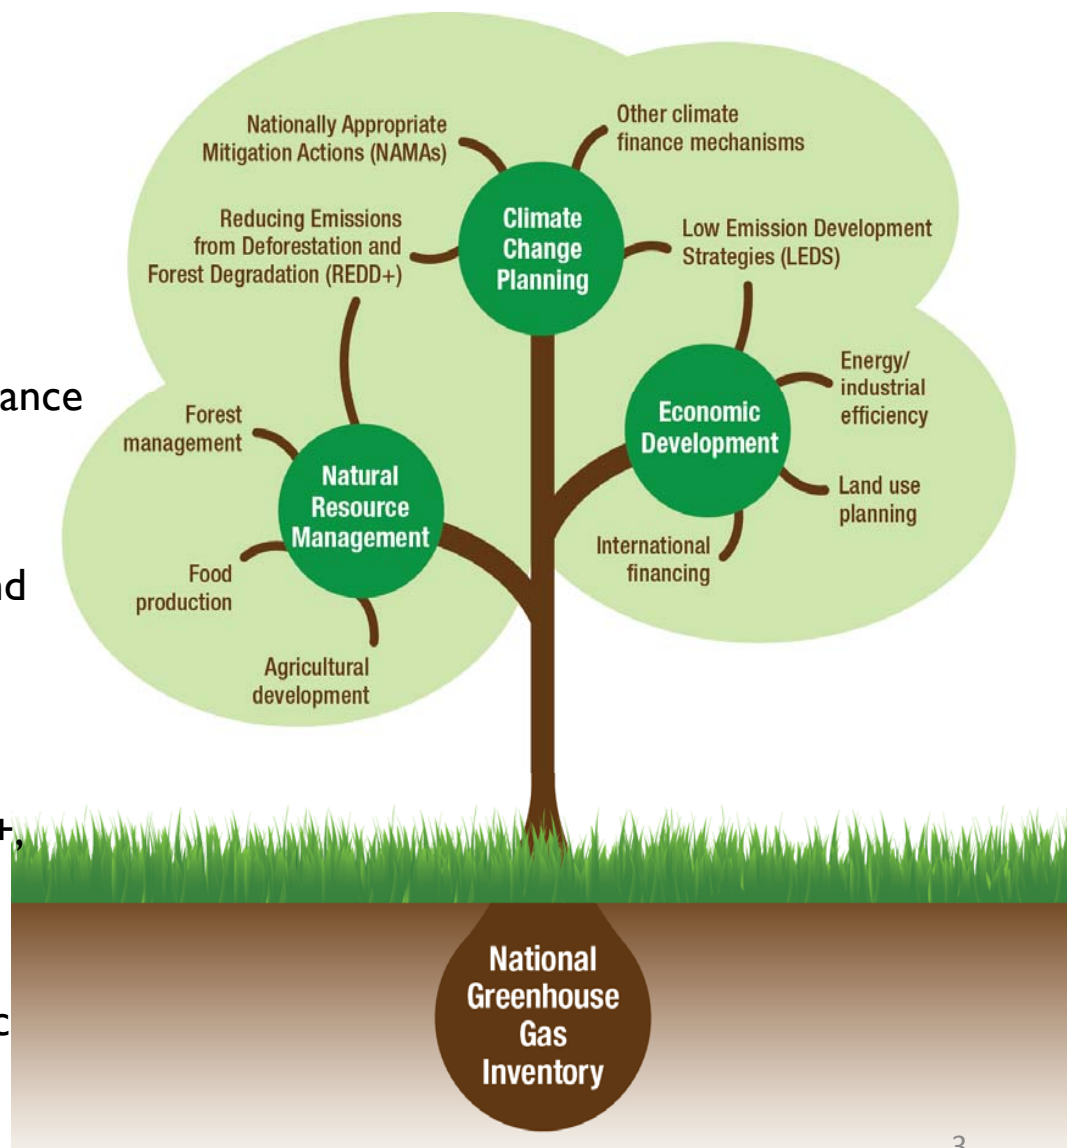 Nationally Appropriate
Mitigation Actions (NAMAs)
Other climate
finance mechanisms
Reducing Emissions
from Deforestation and
Forest Degradation (REDD+)
Climate
Change
Planning
Low Emission Development
Strategies (LEDS)
ance
Forest
management
Natural
Resource
Management
Economic
Development
Energy/
industrial
efficiency
Land use
planning
International
financing
nd
Food
production
Agricultural
development
+,
National
Greenhouse
Gas
Inventory
c
3